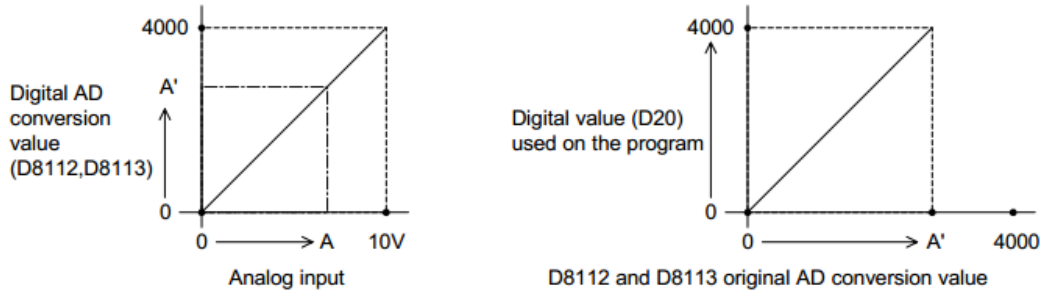 4000
Digital AD
conversion
value
(D8112,D8113)
A'
0
0
A
10V
Analog input
4000
Digital value (D20)
used on the program
0
0
A'
4000
D8112 and D8113 original AD conversion value